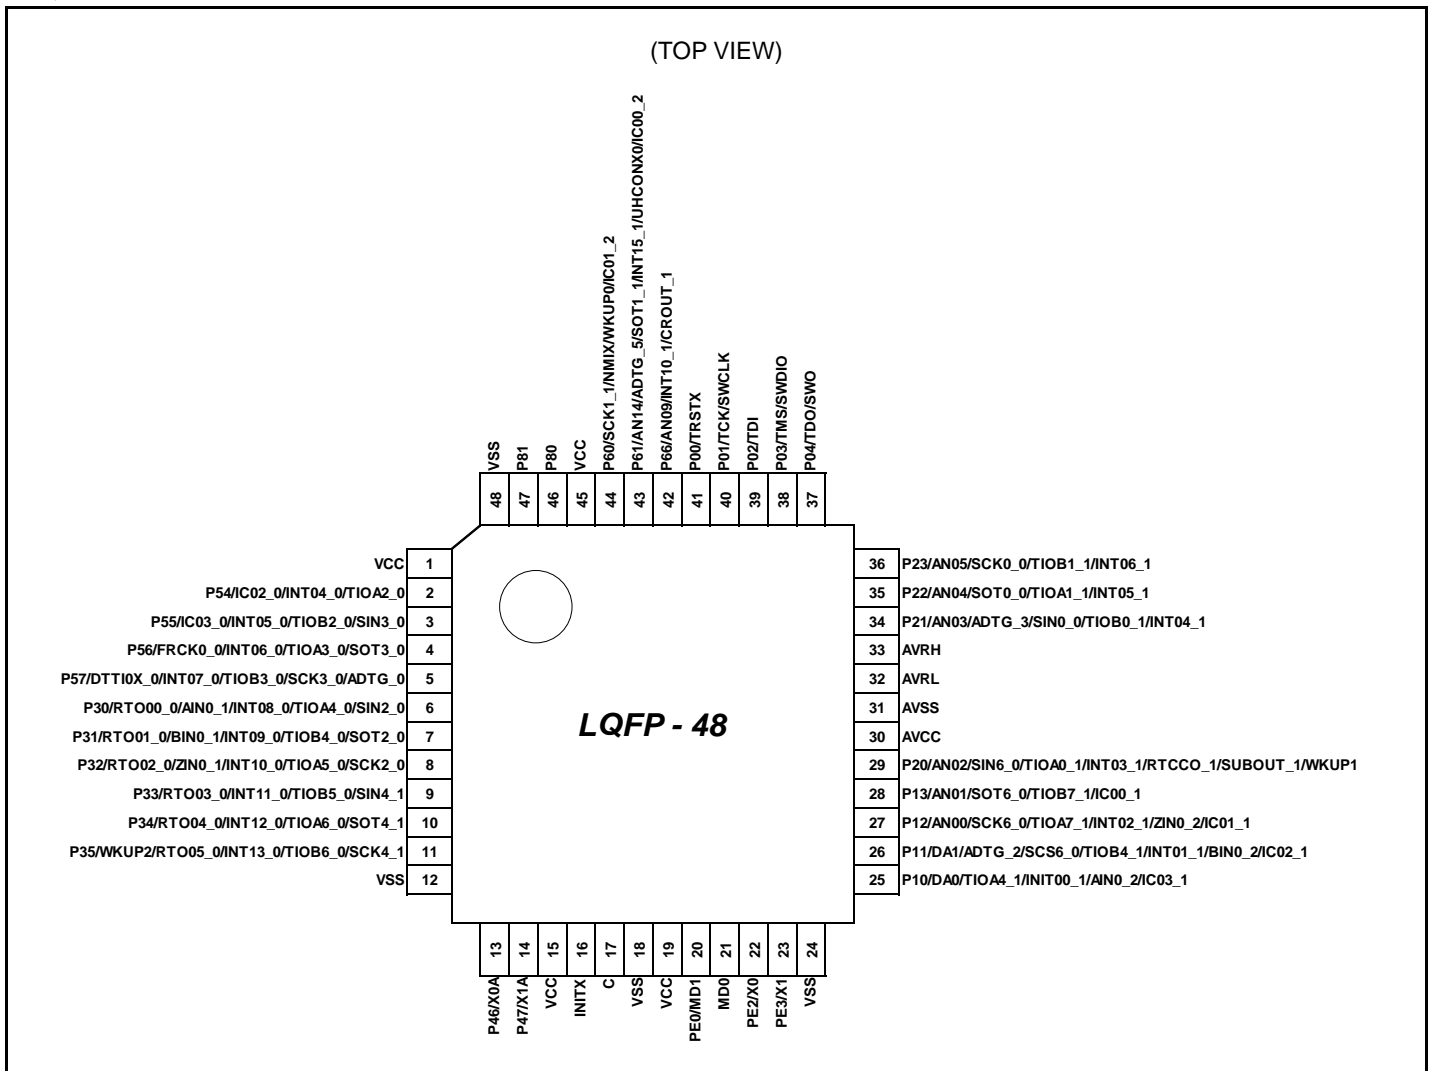 (TOP VIEW)
VSS
P81
P80
VCC
P60/SCK1_1/NMIX/WKUP0/IC01_2
P61/AN14/ADTG_5/SOT1_1/INT15_1/UHCONX0/IC00_2
P66/AN09/INT10_1/CROUT_1
P00/TRSTX
P01/TCK/SWCLK
P02/TDI
P03/TMS/SWDIO
P04/TDO/SWO
48
47
46
45
44
43
42
41
40
39
38
37
VCC 1
P54/IC02_0/INT04_0/TIOA2_0 2
P55/IC03_0/INT05_0/TIOB2_0/SIN3_0 3
P56/FRCK0_0/INT06_0/TIOA3_0/SOT3_0 4
P57/DTTI0X_0/INT07_0/TIOB3_0/SCK3_0/ADTG_0 5
P30/RTO00_0/AIN0_1/INT08_0/TIOA4_0/SIN2_0 6
P31/RTO01_0/BIN0_1/INT09_0/TIOB4_0/SOT2_0 7
P32/RTO02_0/ZIN0_1/INT10_0/TIOA5_0/SCK2_0 8
P33/RTO03_0/INT11_0/TIOB5_0/SIN4_1 9
P34/RTO04_0/INT12_0/TIOA6_0/SOT4_1 10
P35/WKUP2/RTO05_0/INT13_0/TIOB6_0/SCK4_1 11
VSS 12
LQFP - 48
36 P23/AN05/SCK0_0/TIOB1_1/INT06_1
35 P22/AN04/SOT0_0/TIOA1_1/INT05_1
34 P21/AN03/ADTG_3/SIN0_0/TIOB0_1/INT04_1
33 AVRH
32 AVRL
31 AVSS
30 AVCC
29 P20/AN02/SIN6_0/TIOA0_1/INT03_1/RTCCO_1/SUBOUT_1/WKUP1
28 P13/AN01/SOT6_0/TIOB7_1/IC00_1
27 P12/AN00/SCK6_0/TIOA7_1/INT02_1/ZIN0_2/IC01_1
26 P11/DA1/ADTG_2/SCS6_0/TIOB4_1/INT01_1/BIN0_2/IC02_1
25 P10/DA0/TIOA4_1/INIT00_1/AIN0_2/IC03_1
13
14
15
16
17
18
19
20
21
22
23
24
P46/X0A
P47/X1A
VCC
INITX
C
VSS
VCC
PE0/MD1
MD0
PE2/X0
PE3/X1
VSS